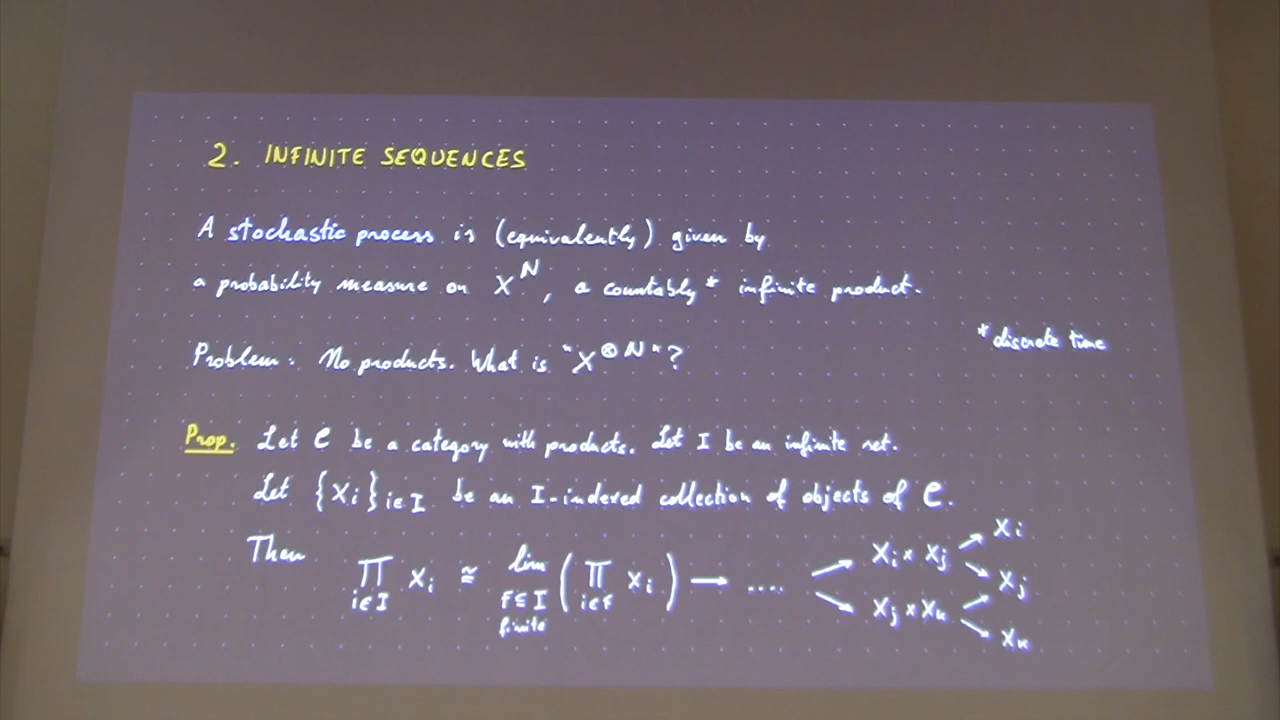 2. INFINITE SEQUENCES
A stochastic process is (equivalently) given by
a probability measure on X^N, a countably* infinite product.
* discrete time
Problem: No products. What is "X^{⊗N}"?
Prop. Let C be a category with products. Let I be an infinite set.
Let {X_i}_{i∈I} be an I-indexed collection of objects of C.
Then ∏_{i∈I} X_i ≅ lim_{F⊆I finite} (∏_{i∈F} X_i) → .... X_i × X_j X_j × X_k X_i X_j X_k